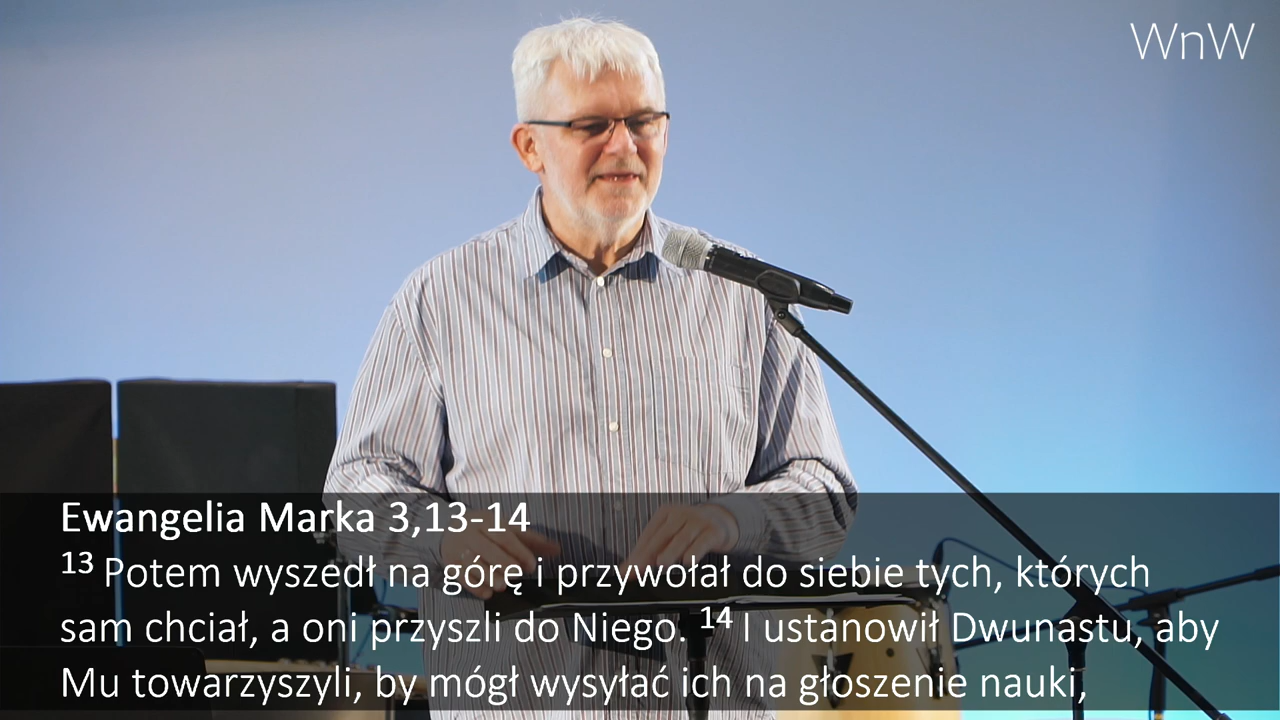 WnW
Ewangelia Marka 3,13-14
13 Potem wyszedł na górę i przywołał do siebie tych, których
sam chciał, a oni przyszli do Niego. 14 I ustanowił Dwunastu, aby
Mu towarzyszyli, by mógł wysyłać ich na głoszenie nauki,